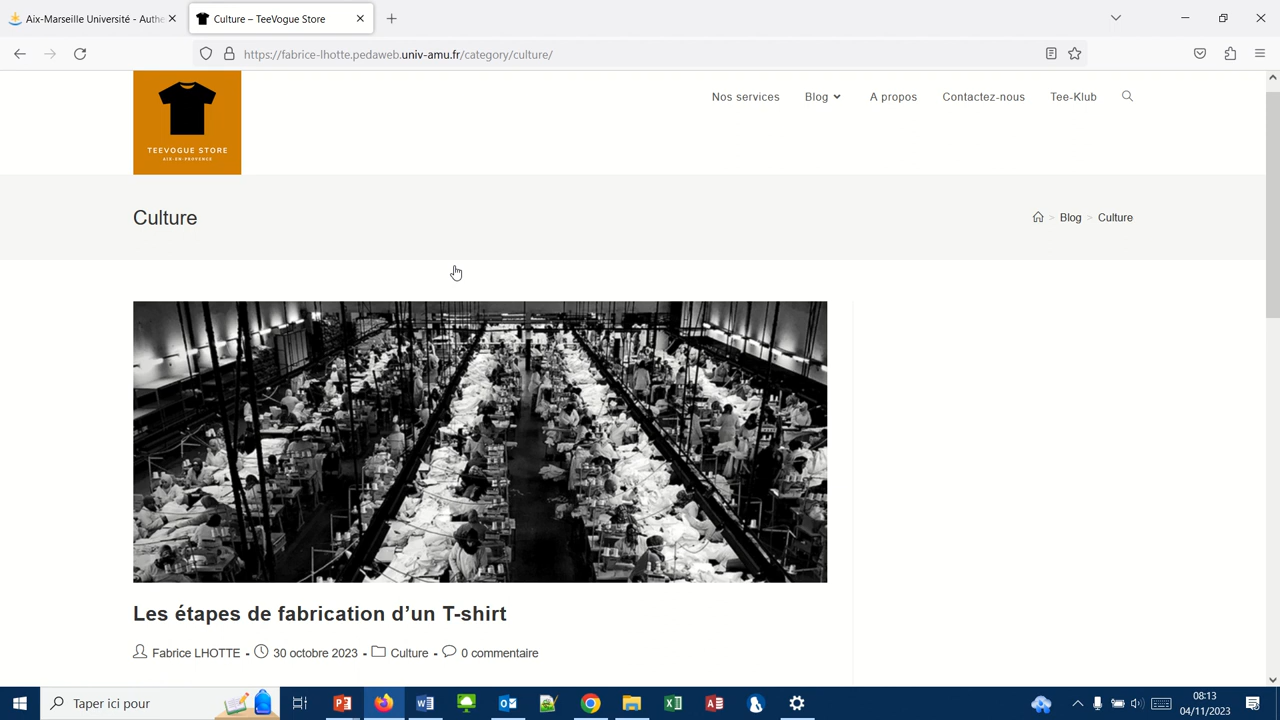 Aix-Marseille Université - Authe
Culture – TeeVogue Store
https://fabrice-lhotte.pedaweb.univ-amu.fr/category/culture/
TEEVOGUE STORE
AIX-EN-PROVENCE
Nos services
Blog
A propos
Contactez-nous
Tee-Klub
Culture
> Blog > Culture
Les étapes de fabrication d’un T-shirt
Fabrice LHOTTE - 30 octobre 2023 - Culture - 0 commentaire
Taper ici pour
08:13
04/11/2023